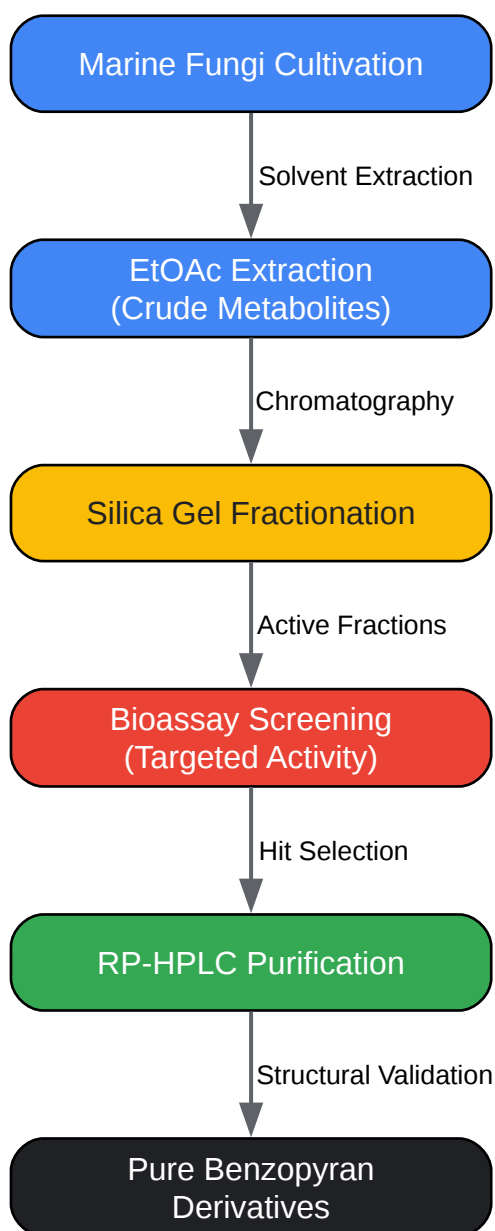 Marine Fungi Cultivation
Solvent Extraction
EtOAc Extraction
(Crude Metabolites)
Chromatography
Silica Gel Fractionation
Active Fractions
Bioassay Screening
(Targeted Activity)
Hit Selection
RP-HPLC Purification
Structural Validation
Pure Benzopyran
Derivatives